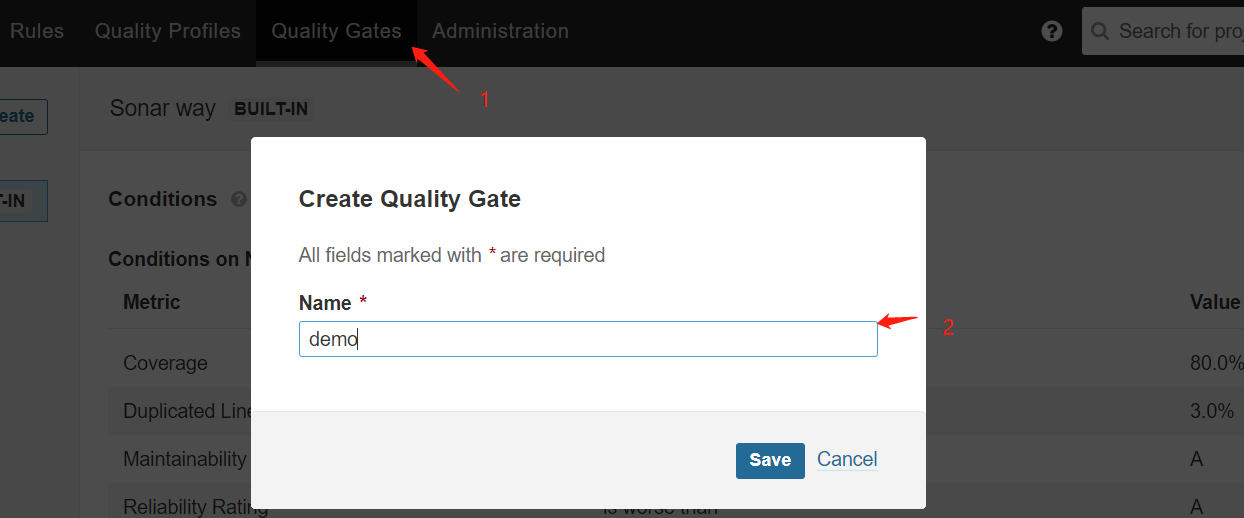 Rules Quality Profiles Quality Gates Administration ? Search for pro
1
eate Sonar way BUILT-IN
Create Quality Gate
T-IN Conditions ?
All fields marked with * are required
Conditions on N
Metric Name * Value
2
demo
Coverage 80.0%
Duplicated Line 3.0%
Maintainability Save Cancel A
Reliability Rating is worse than A